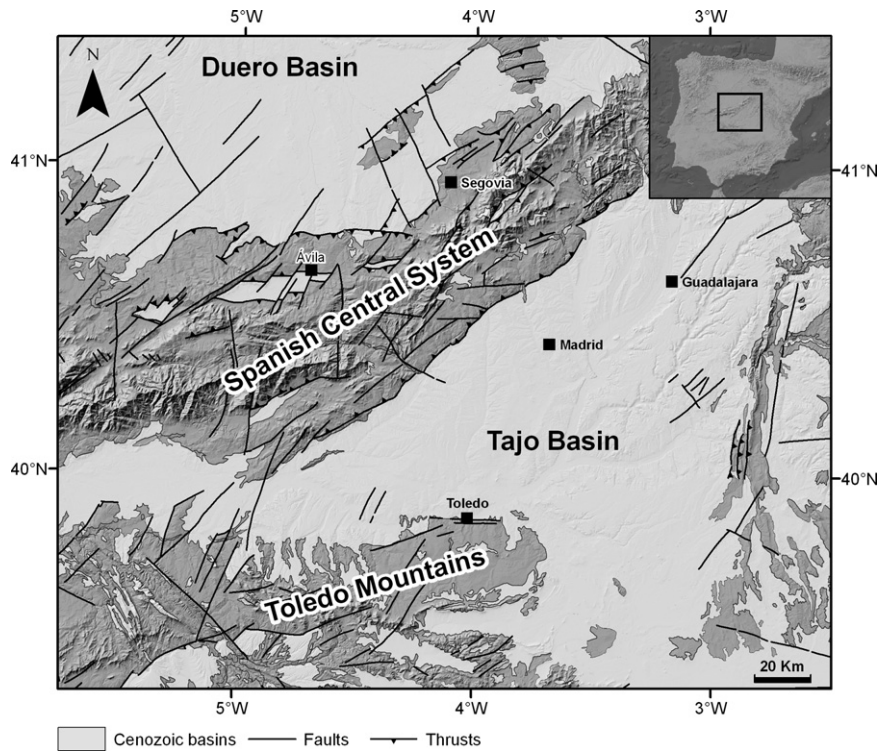 5°W 4°W 3°W
N
Duero Basin
41°N 41°N
Segovia
Ávila
Spanish Central System
Guadalajara
Madrid
Tajo Basin
40°N 40°N
Toledo
Toledo Mountains
20 Km
5°W 4°W 3°W
Cenozoic basins Faults Thrusts